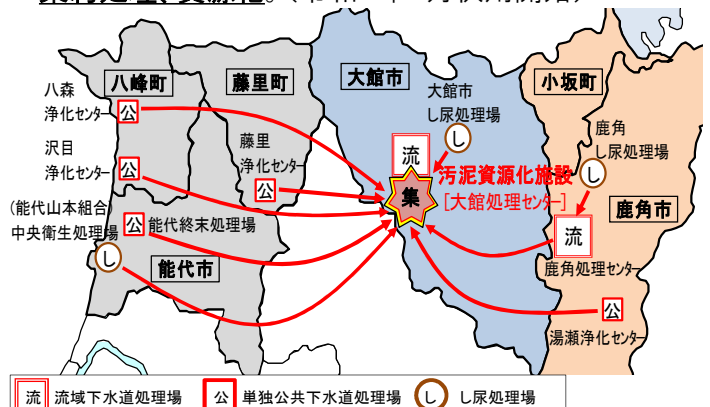 八峰町
藤里町
大館市
小坂町
八森
浄化センター
公
大館市
し尿処理場
し
鹿角
し尿処理場
し
沢目
浄化センター
公
藤里
浄化センター
公
流
集
汚泥資源化施設
[大館処理センター]
鹿角市
流
鹿角処理センター
(能代山本組合)
中央衛生処理場
し
公
能代終末処理場
能代市
公
湯瀬浄化センター
流 流域下水道処理場 公 単独公共下水道処理場 し し尿処理場